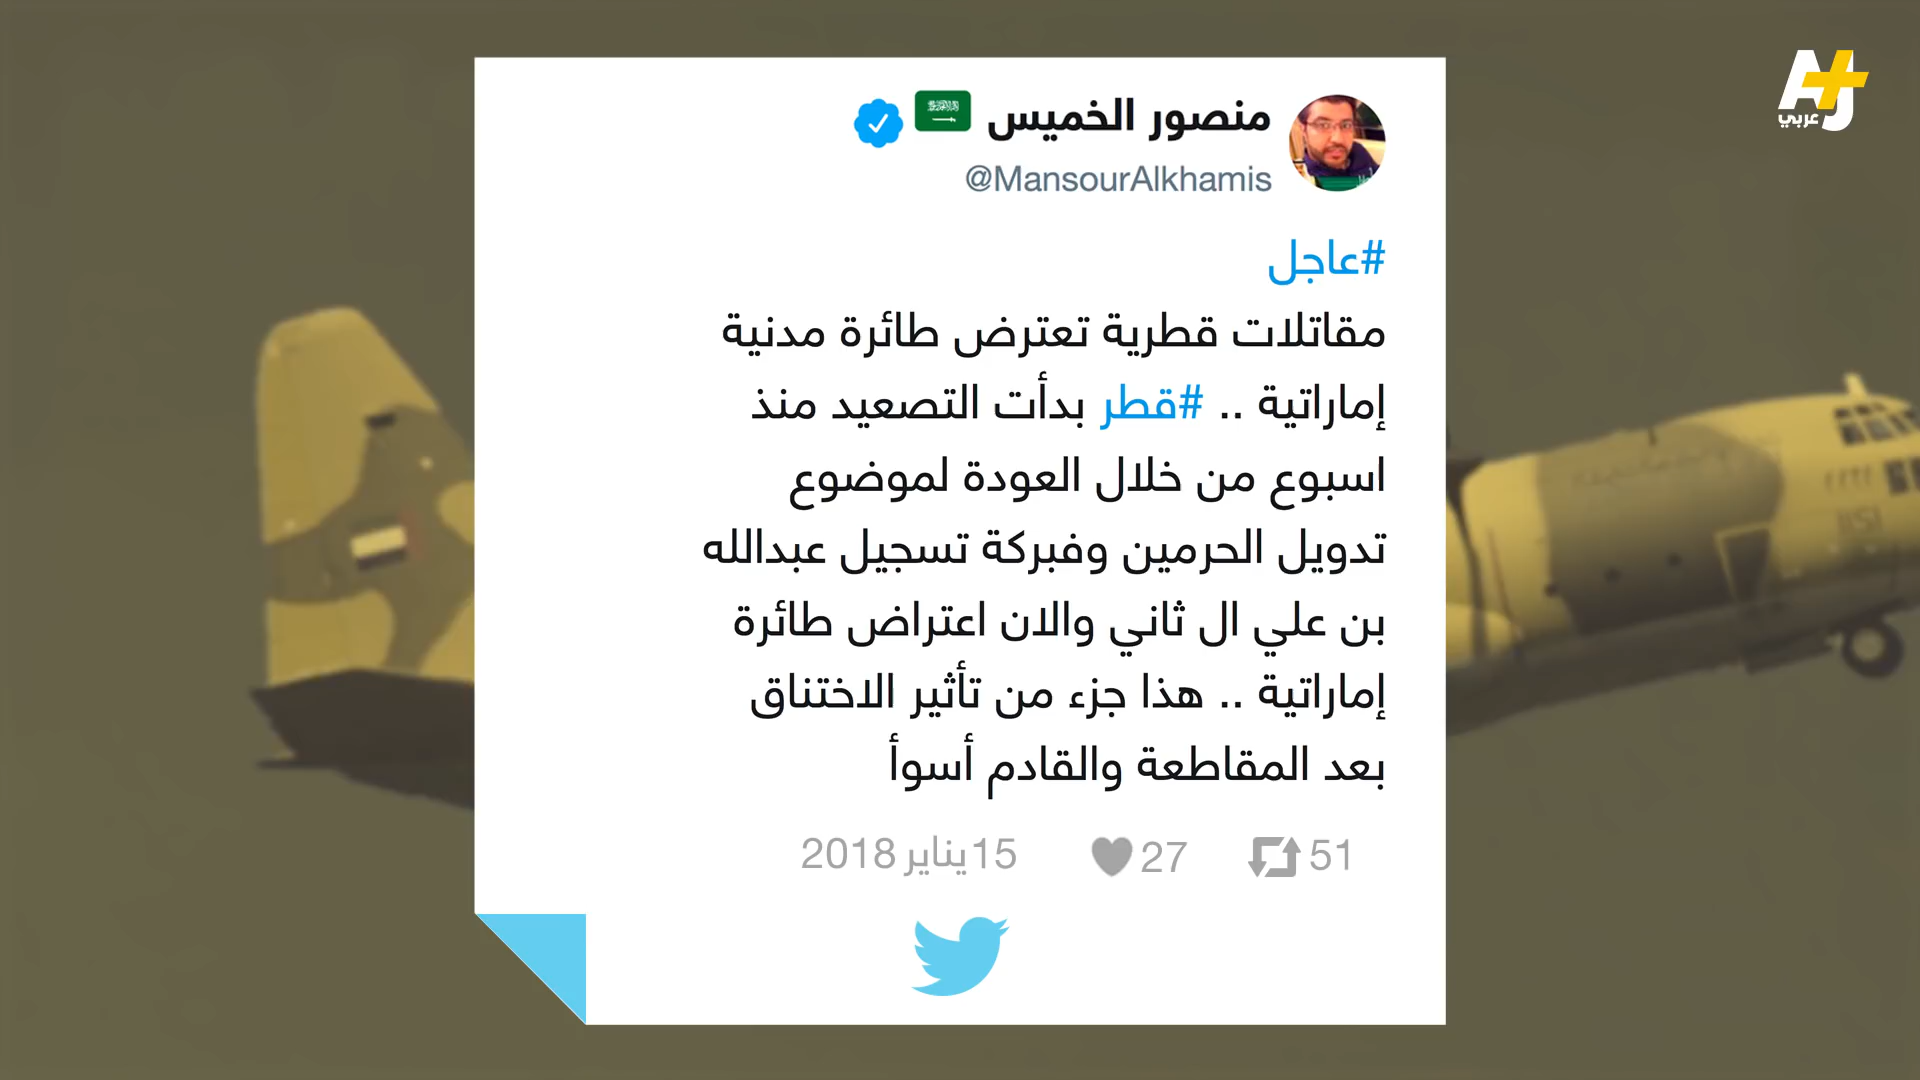 عربي
منصور الخميس
@MansourAlkhamis
#عاجل
مقاتلات قطرية تعترض طائرة مدنية
إماراتية .. #قطر بدأت التصعيد منذ
اسبوع من خلال العودة لموضوع
تدويل الحرمين وفبركة تسجيل عبدالله
بن علي ال ثاني والان اعتراض طائرة
إماراتية .. هذا جزء من تأثير الاختناق
بعد المقاطعة والقادم أسوأ
51 27 15 يناير 2018